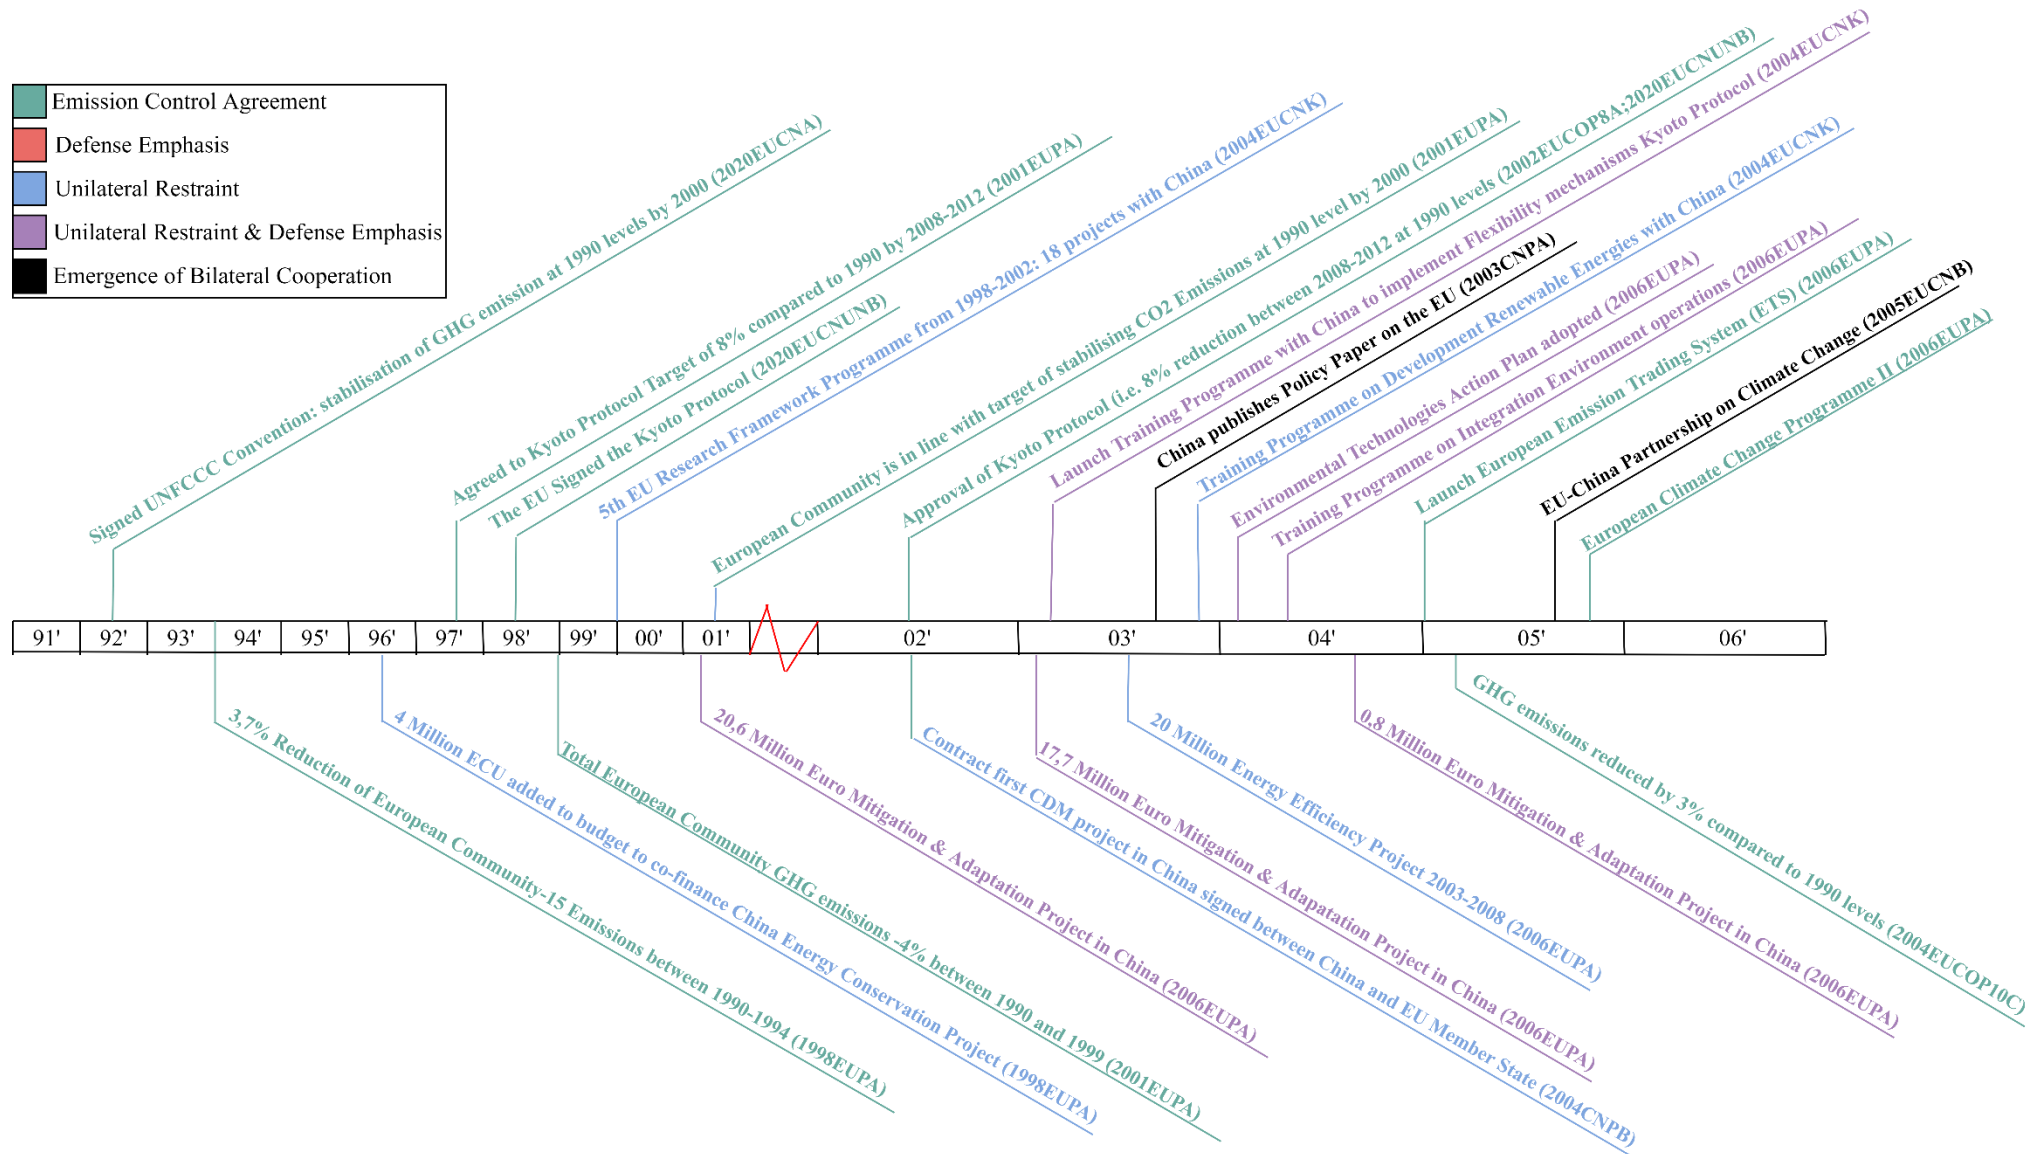 Emission Control Agreement
Defense Emphasis
Unilateral Restraint
Unilateral Restraint & Defense Emphasis
Emergence of Bilateral Cooperation
Signed UNFCCC Convention: stabilisation of GHG emission at 1990 levels by 2000 (2020EUCNA)
Agreed to Kyoto Protocol Target of 8% compared to 1990 by 2008-2012 (2001EUPA)
The EU Signed the Kyoto Protocol (2020EUCNUNB)
5th EU Research Framework Programme from 1998-2002: 18 projects with China (2004EUCNK)
European Community is in line with target of stabilising CO2 Emissions at 1990 level by 2000 (2001EUPA)
Approval of Kyoto Protocol (i.e. 8% reduction between 2008-2012 at 1990 levels (2002EUCOP8A;2020EUCNUNB)
Launch Training Programme with China to implement Flexibility mechanisms Kyoto Protocol (2004EUCNK)
China publishes Policy Paper on the EU (2003CNPA)
Training Programme on Development Renewable Energies with China (2004EUCNK)
Environmental Technologies Action Plan adopted (2006EUPA)
Training Programme on Integration Environment operations (2006EUPA)
Launch European Emission Trading System (ETS) (2006EUPA)
EU-China Partnership on Climate Change (2005EUCNB)
European Climate Change Programme II (2006EUPA)
91' 92' 93' 94' 95' 96' 97' 98' 99' 00' 01' 02' 03' 04' 05' 06'
3,7% Reduction of European Community-15 Emissions between 1990-1994 (1998EUPA)
4 Million ECU added to budget to co-finance China Energy Conservation Project (1998EUPA)
Total European Community GHG emissions -4% between 1990 and 1999 (2001EUPA)
20,6 Million Euro Mitigation & Adaptation Project in China (2006EUPA)
Contract first CDM project in China signed between China and EU Member State (2004CNPB)
17,7 Million Euro Mitigation & Adapatation Project in China (2006EUPA)
20 Million Energy Efficiency Project 2003-2008 (2006EUPA)
0,8 Million Euro Mitigation & Adaptation Project in China (2006EUPA)
GHG emissions reduced by 3% compared to 1990 levels (2004EUCOP10C)